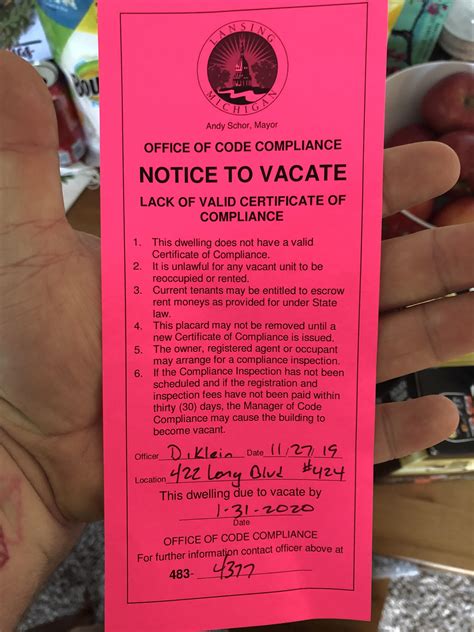 LANSING
MICHIGAN
Andy Schor, Mayor
OFFICE OF CODE COMPLIANCE
NOTICE TO VACATE
LACK OF VALID CERTIFICATE OF
COMPLIANCE
1. This dwelling does not have a valid
Certificate of Compliance.
2. It is unlawful for any vacant unit to be
reoccupied or rented.
3. Current tenants may be entitled to escrow
rent moneys as provided for under State
law.
4. This placard may not be removed until a
new Certificate of Compliance is issued.
5. The owner, registered agent or occupant
may arrange for a compliance inspection.
6. If the Compliance Inspection has not been
scheduled and if the registration and
inspection fees have not been paid within
thirty (30) days, the Manager of Code
Compliance may cause the building to
become vacant.
Officer D. Klein Date 11/27/19
Location 422 Long Blvd #424
This dwelling due to vacate by
1-31-2020
Date
OFFICE OF CODE COMPLIANCE
For further information contact officer above at
483- 4377